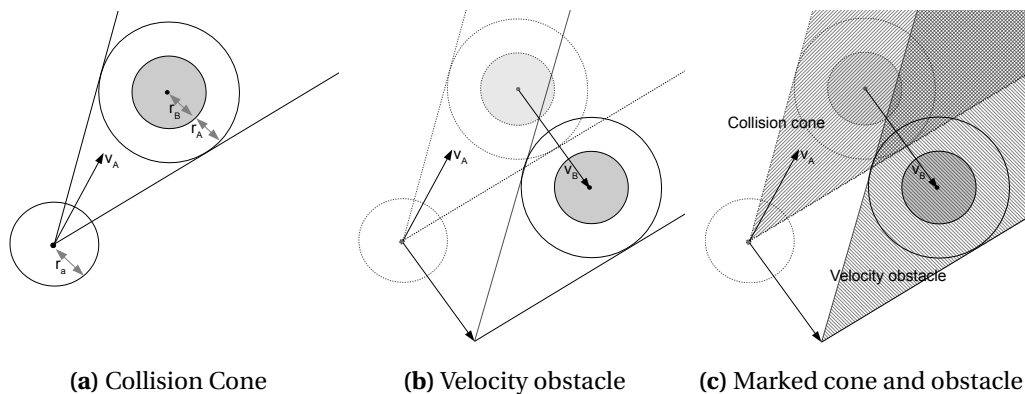 r_B
r_A
v_A
r_a
v_A
v_B
Collision cone
v_A
v_B
Velocity obstacle
(a) Collision Cone
(b) Velocity obstacle
(c) Marked cone and obstacle